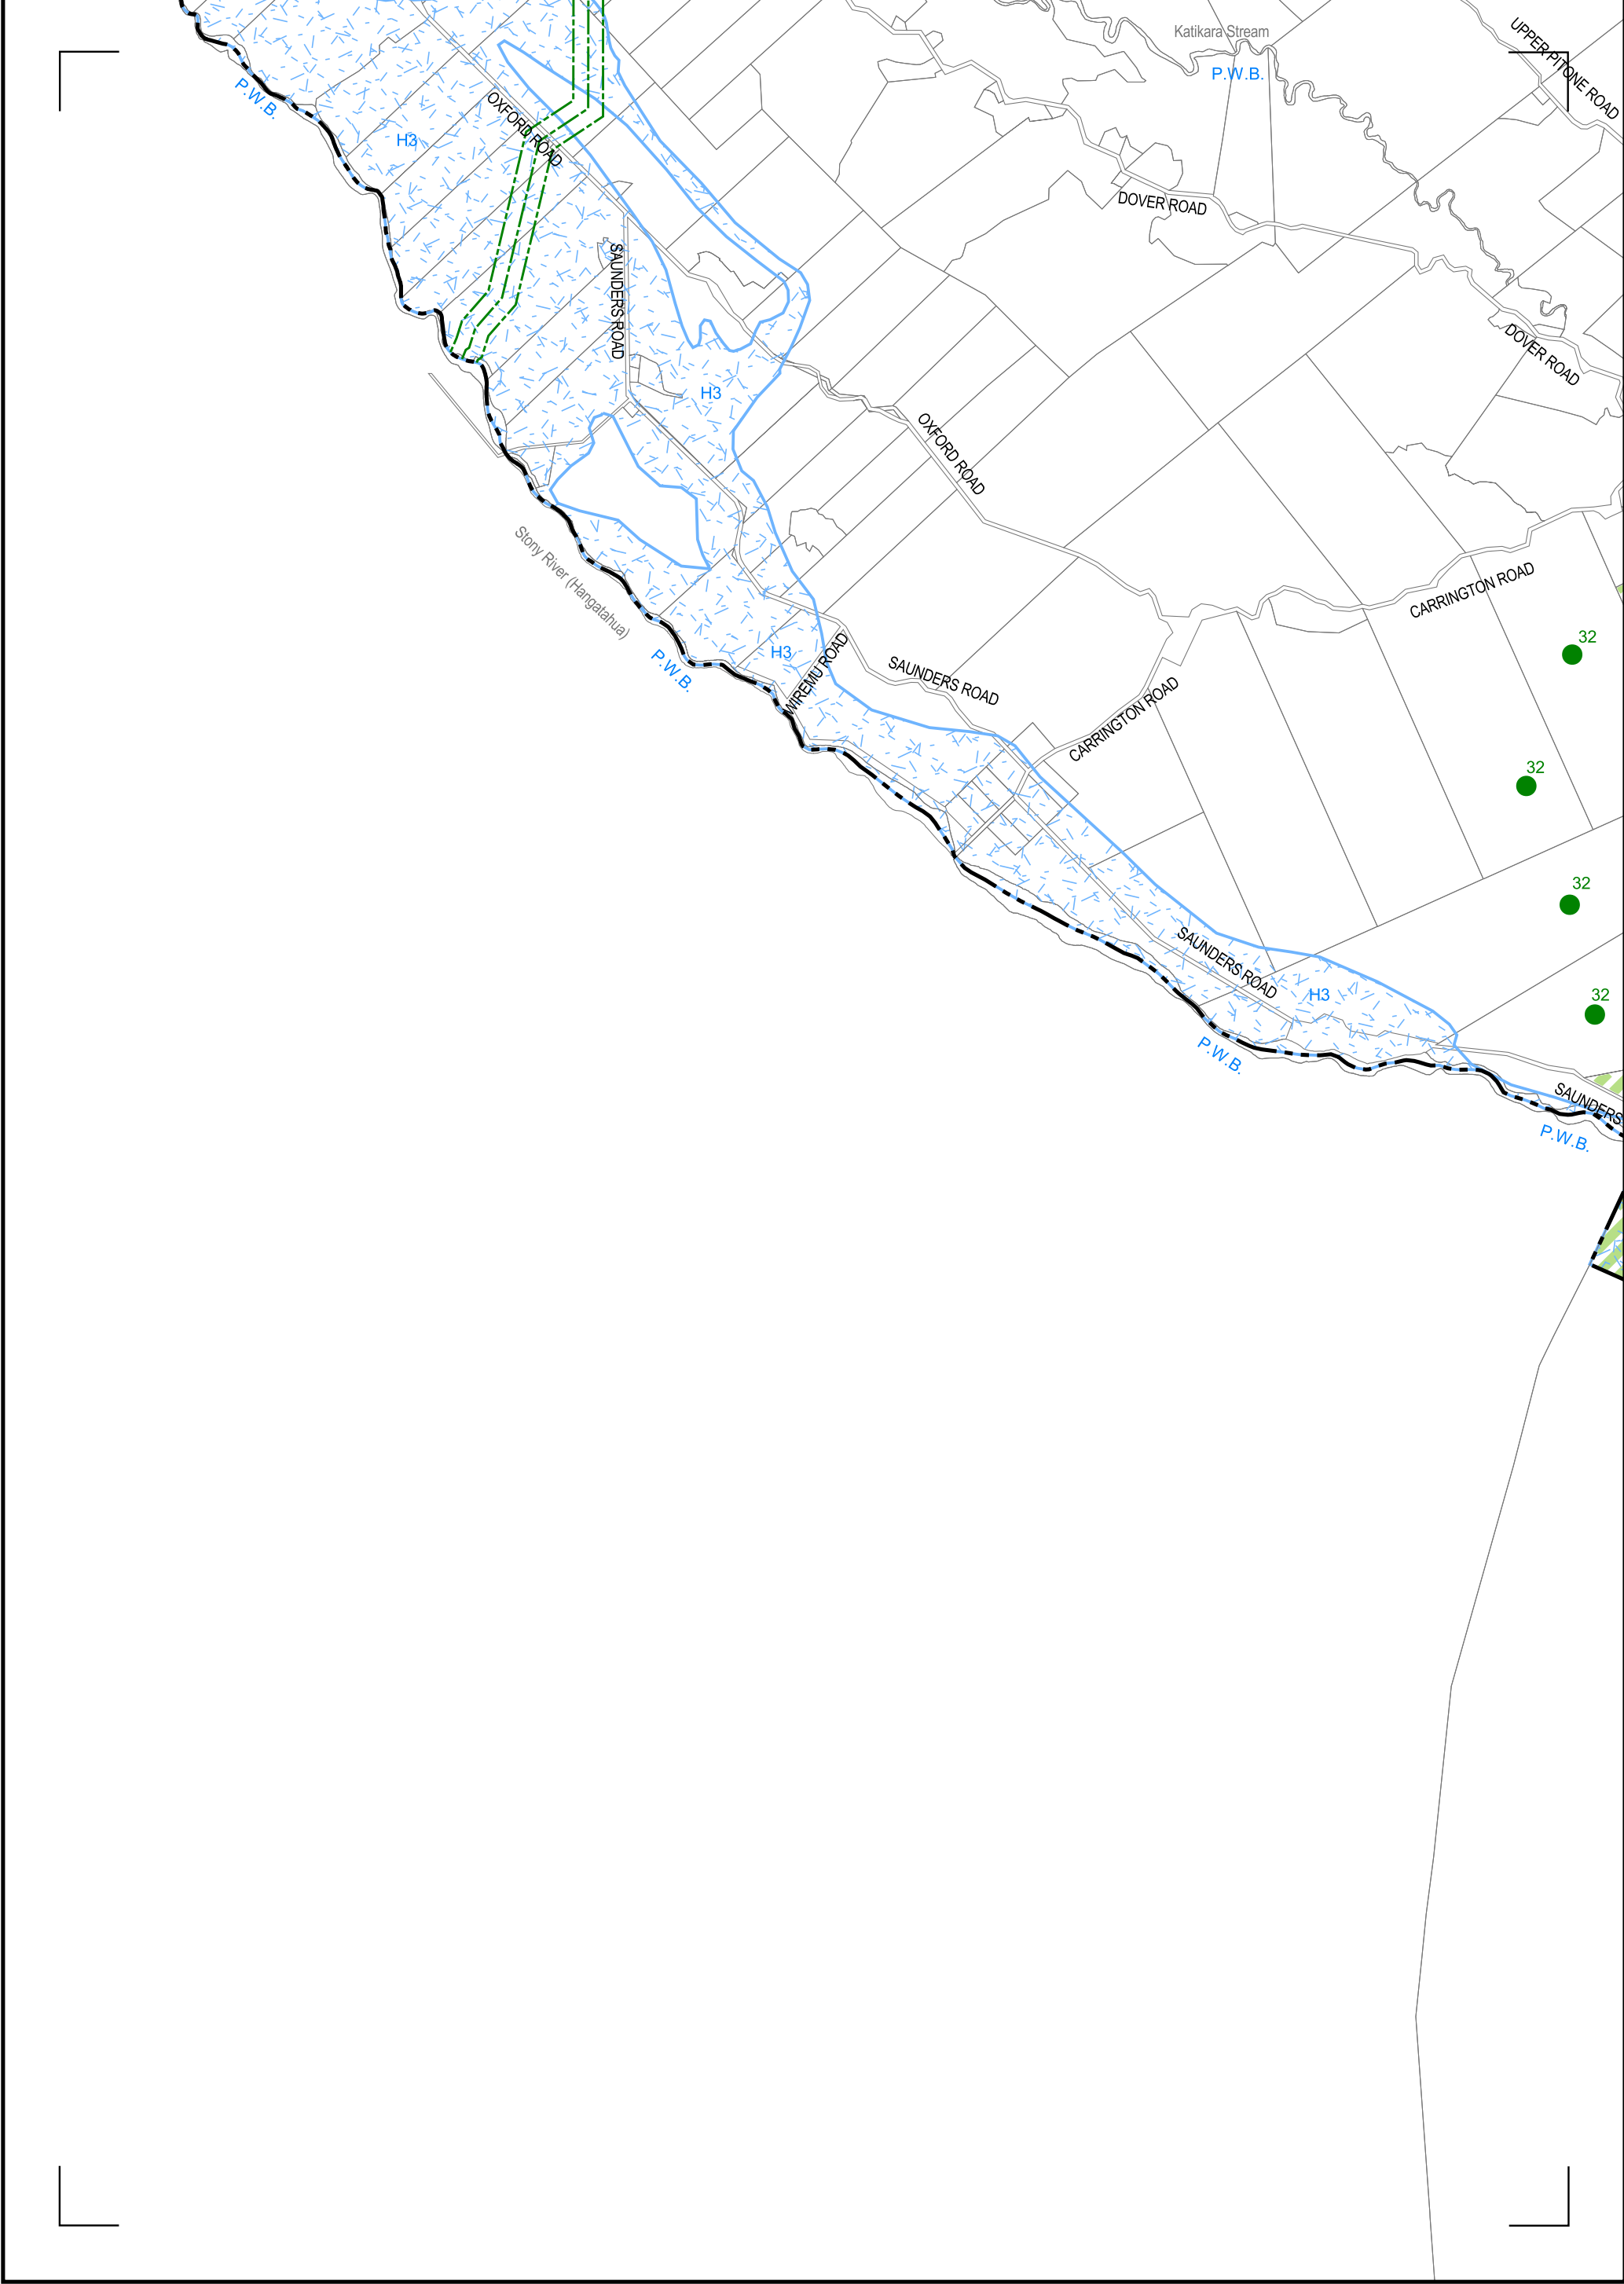 Katikara Stream
P.W.B.
UPPER PITONE ROAD
P.W.B.
OXFORD ROAD
H3
DOVER ROAD
SAUNDERS ROAD
DOVER ROAD
H3
OXFORD ROAD
Stony River (Hangatahua)
CARRINGTON ROAD
32
H3
WIREMU ROAD
P.W.B.
SAUNDERS ROAD
CARRINGTON ROAD
32
32
SAUNDERS ROAD
H3
32
P.W.B.
SAUNDERS
P.W.B.